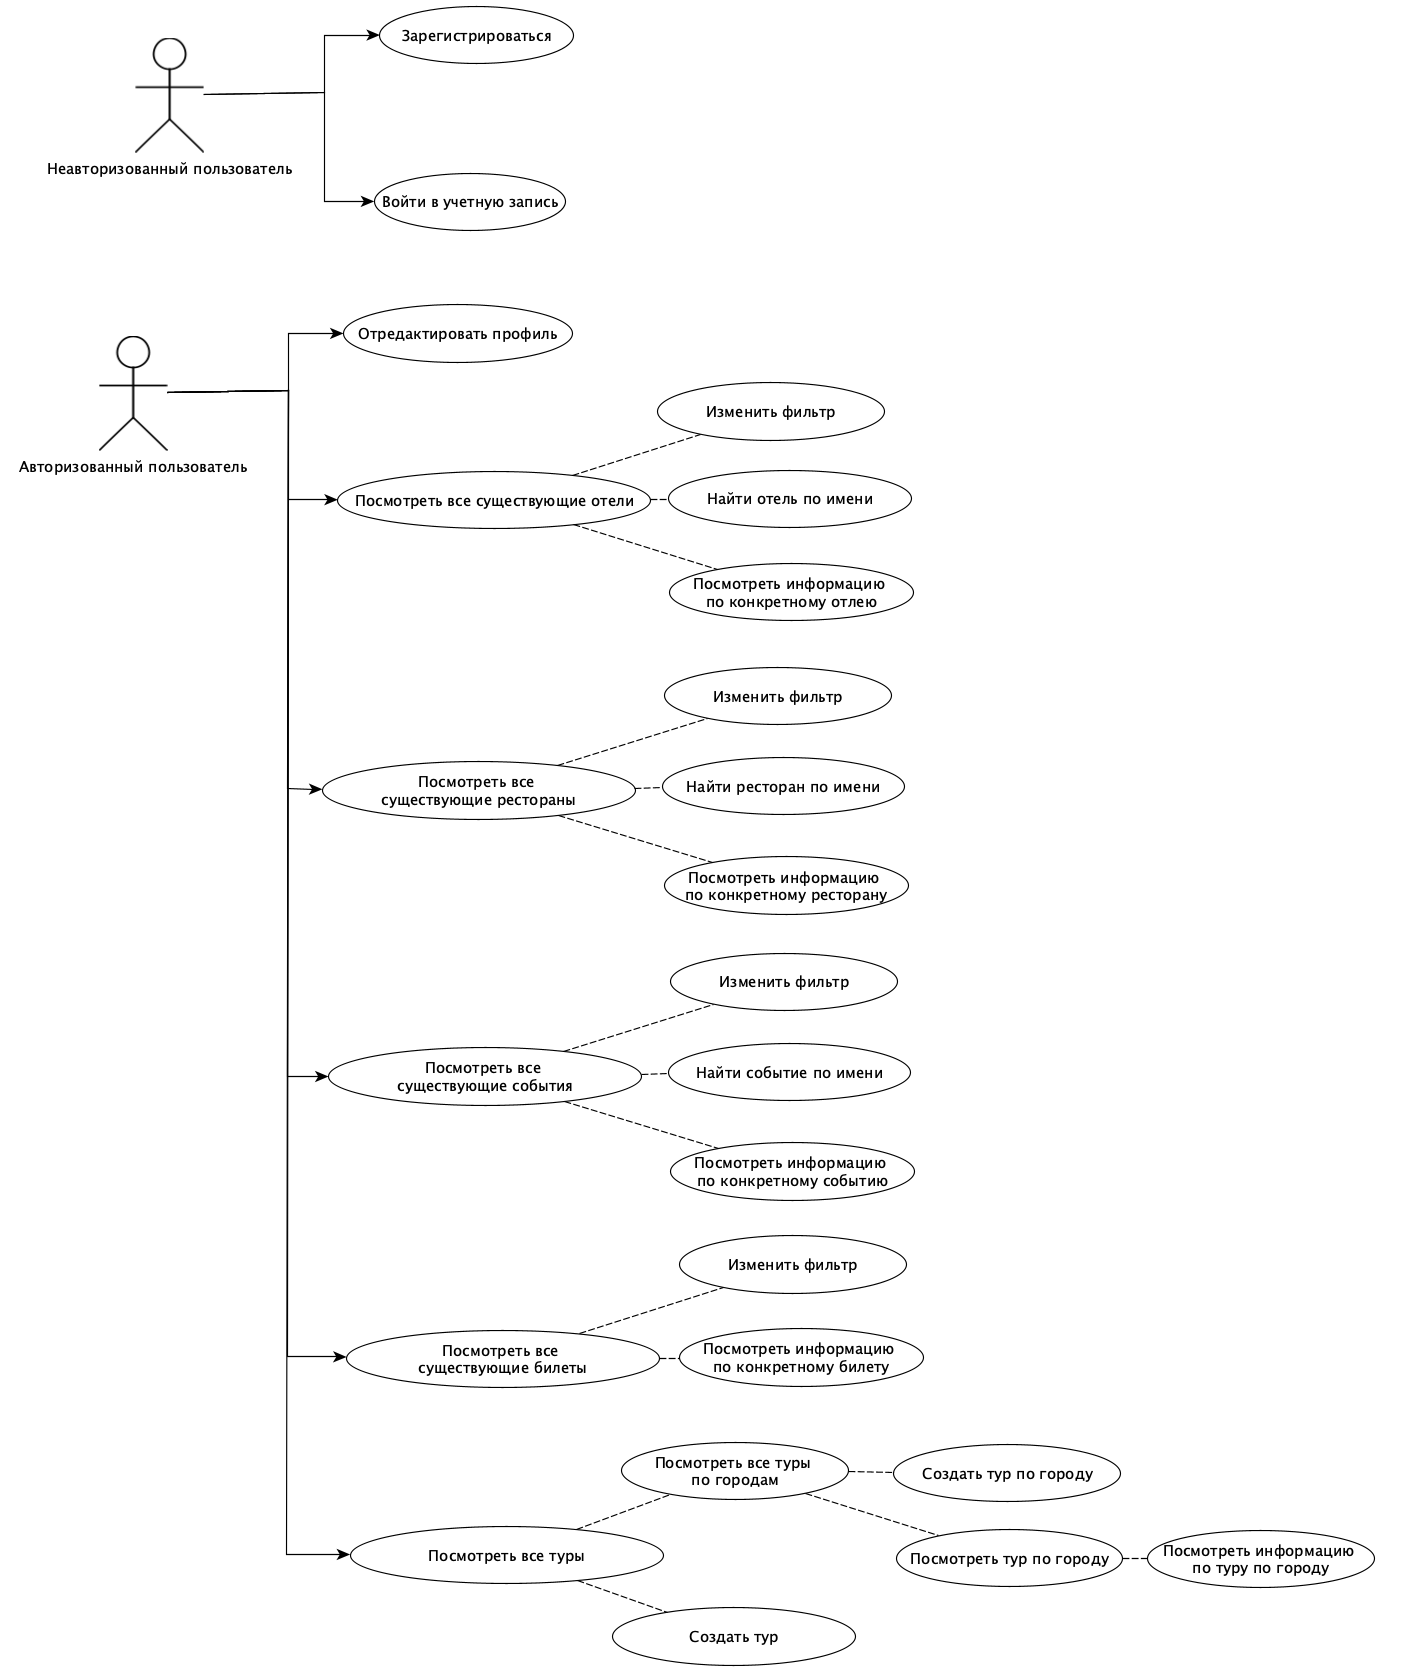 Зарегистрироваться
Неавторизованный пользователь
Войти в учетную запись
Отредактировать профиль
Авторизованный пользователь
Изменить фильтр
Посмотреть все существующие отели
Найти отель по имени
Посмотреть информацию
по конкретному отлею
Изменить фильтр
Посмотреть все
существующие рестораны
Найти ресторан по имени
Посмотреть информацию
по конкретному ресторану
Изменить фильтр
Посмотреть все
существующие события
Найти событие по имени
Посмотреть информацию
по конкретному событию
Изменить фильтр
Посмотреть все
существующие билеты
Посмотреть информацию
по конкретному билету
Посмотреть все туры
по городам
Создать тур по городу
Посмотреть все туры
Посмотреть тур по городу
Посмотреть информацию
по туру по городу
Создать тур